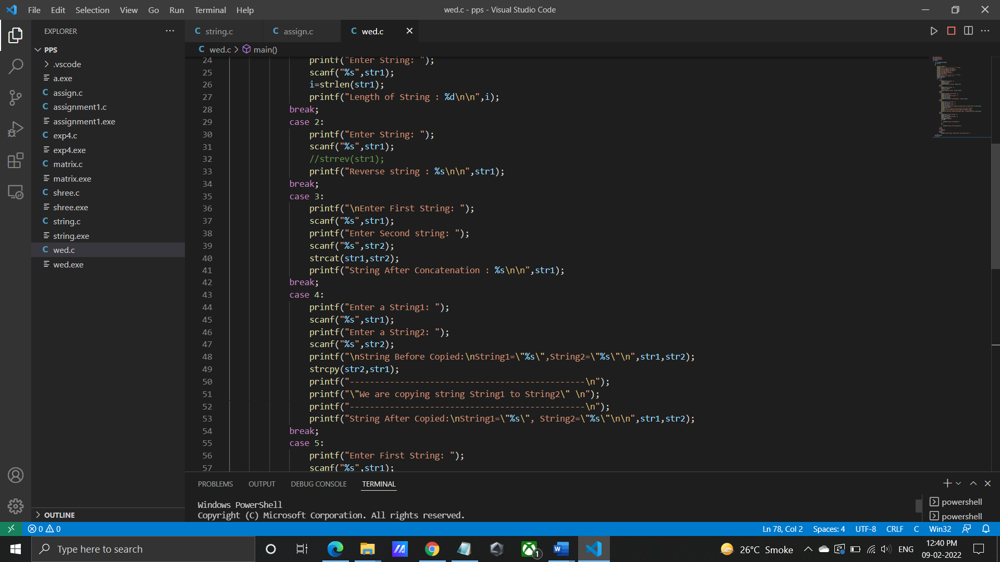 File Edit Selection View Go Run Terminal Help
wed.c - pps - Visual Studio Code
EXPLORER
PPS
.vscode
a.exe
assign.c
assignment1.c
assignment1.exe
exp4.c
exp4.exe
matrix.c
matrix.exe
shree.c
shree.exe
string.c
string.exe
wed.c
wed.exe
OUTLINE
C string.c C assign.c C wed.c
C wed.c > main()
24 printf("Enter String: ");
25 scanf("%s",str1);
26 i=strlen(str1);
27 printf("Length of String : %d\n\n",i);
28 break;
29 case 2:
30 printf("Enter String: ");
31 scanf("%s",str1);
32 //strrev(str1);
33 printf("Reverse string : %s\n\n",str1);
34 break;
35 case 3:
36 printf("\nEnter First String: ");
37 scanf("%s",str1);
38 printf("Enter Second string: ");
39 scanf("%s",str2);
40 strcat(str1,str2);
41 printf("String After Concatenation : %s\n\n",str1);
42 break;
43 case 4:
44 printf("Enter a String1: ");
45 scanf("%s",str1);
46 printf("Enter a String2: ");
47 scanf("%s",str2);
48 printf("\nString Before Copied:\nString1=\"%s\",String2=\"%s\"\n",str1,str2);
49 strcpy(str2,str1);
50 printf("-----------------------------------------------\n");
51 printf("\"We are copying string String1 to String2\" \n");
52 printf("-----------------------------------------------\n");
53 printf("String After Copied:\nString1=\"%s\", String2=\"%s\"\n\n",str1,str2);
54 break;
55 case 5:
56 printf("Enter First String: ");
57 scanf("%s",str1);
PROBLEMS OUTPUT DEBUG CONSOLE TERMINAL
Windows PowerShell
Copyright (C) Microsoft Corporation. All rights reserved.
powershell
powershell
0 0
Ln 78, Col 2 Spaces: 4 UTF-8 CRLF C Win32
Type here to search
1
26°C Smoke
ENG
12:40 PM
09-02-2022